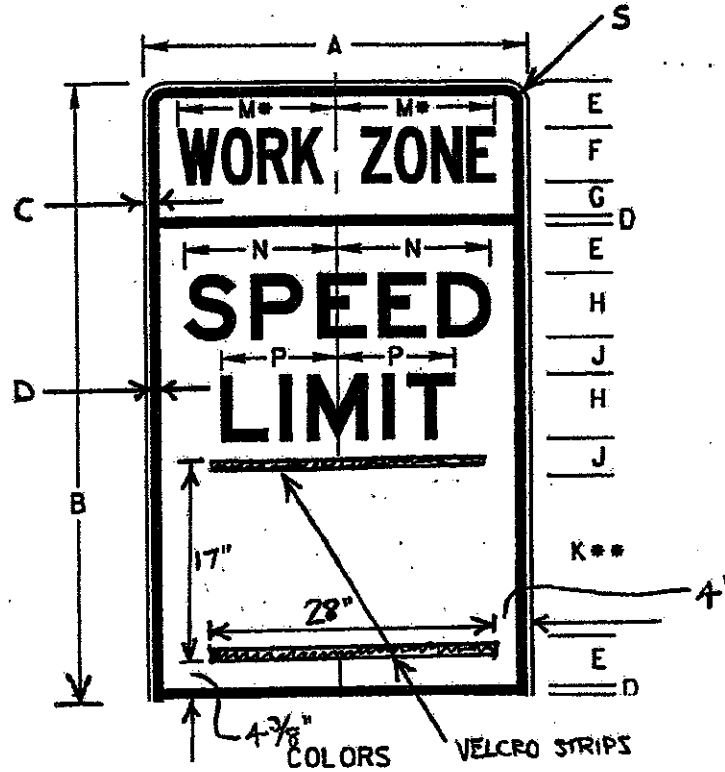 A
S
M* M*
E
WORK ZONE
F
C
G
D
N N
E
SPEED
H
P P
J
D
LIMIT
H
J
B
17"
K**
28"
4"
E
D
4 3/8"
COLORS
VELCRO STRIPS